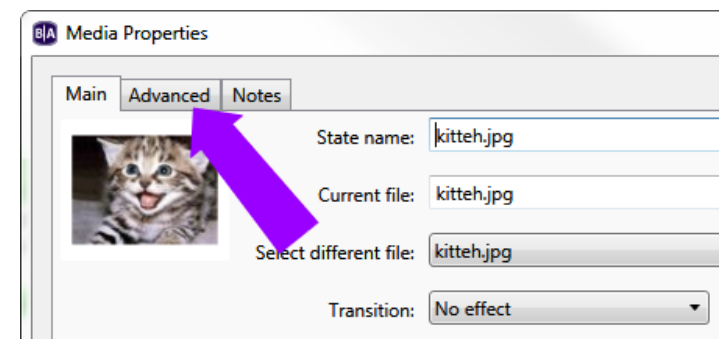 B|A Media Properties
Main Advanced Notes
State name: kitteh.jpg
Current file: kitteh.jpg
Select different file: kitteh.jpg
Transition: No effect